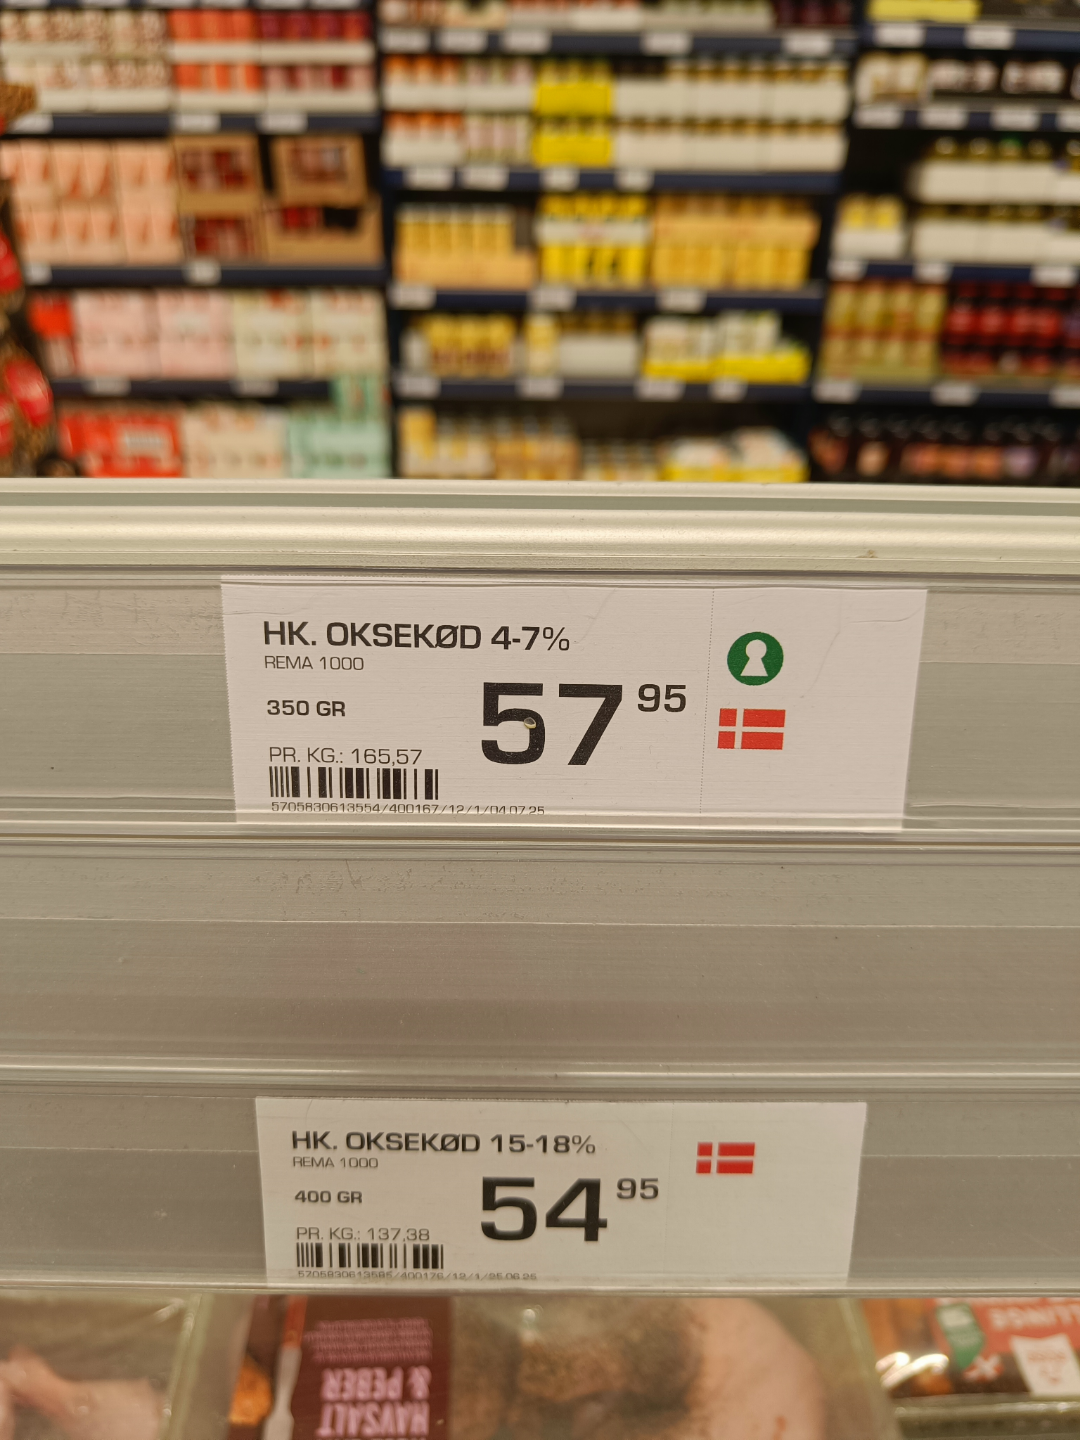 HK. OKSEKØD 4-7%
REMA 1000
350 GR
57 95
PR. KG.: 165,57
5705830613554/400167/12/1/04.07.25
HK. OKSEKØD 15-18%
REMA 1000
400 GR
54 95
PR. KG.: 137,38
5705830613585/400176/12/1/25.06.25
& PEBER
HAVSALT